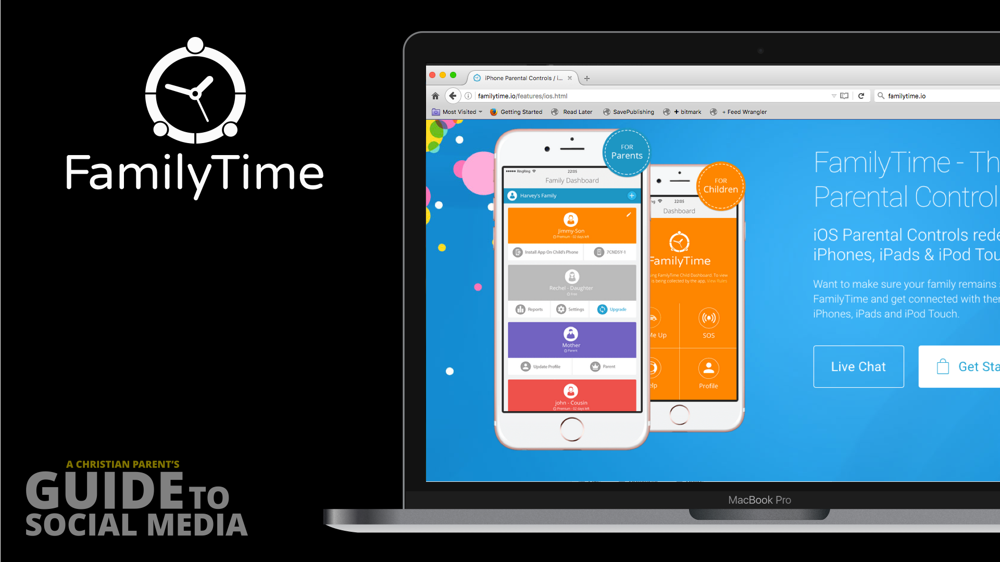 FamilyTime
A CHRISTIAN PARENT'S
GUIDE TO
SOCIAL MEDIA
iPhone Parental Controls / i...
familytime.io/features/ios.html
familytime.io
Most Visited
Getting Started
Read Later
SavePublishing
+ bitmark
+ Feed Wrangler
FOR
Parents
RingRing
22:05
Family Dashboard
Harvey's Family
Jimmy-Son
Premium - 02 days left
Install App On Child's Phone
7CND5Y-1
Rechel - Daughter
Free
Reports
Settings
Upgrade
Mother
Parent
Update Profile
Parent
john - Cousin
Premium - 02 days left
FOR
Children
ng
22:05
Dashboard
FamilyTime
ing FamilyTime Child Dashboard. To view
is being collected by the app, View Rules
Me Up
SOS
elp
Profile
FamilyTime - Th
Parental Control
iOS Parental Controls rede
iPhones, iPads & iPod Tou
Want to make sure your family remains s
FamilyTime and get connected with ther
iPhones, iPads and iPod Touch.
Live Chat
Get Sta
MacBook Pro